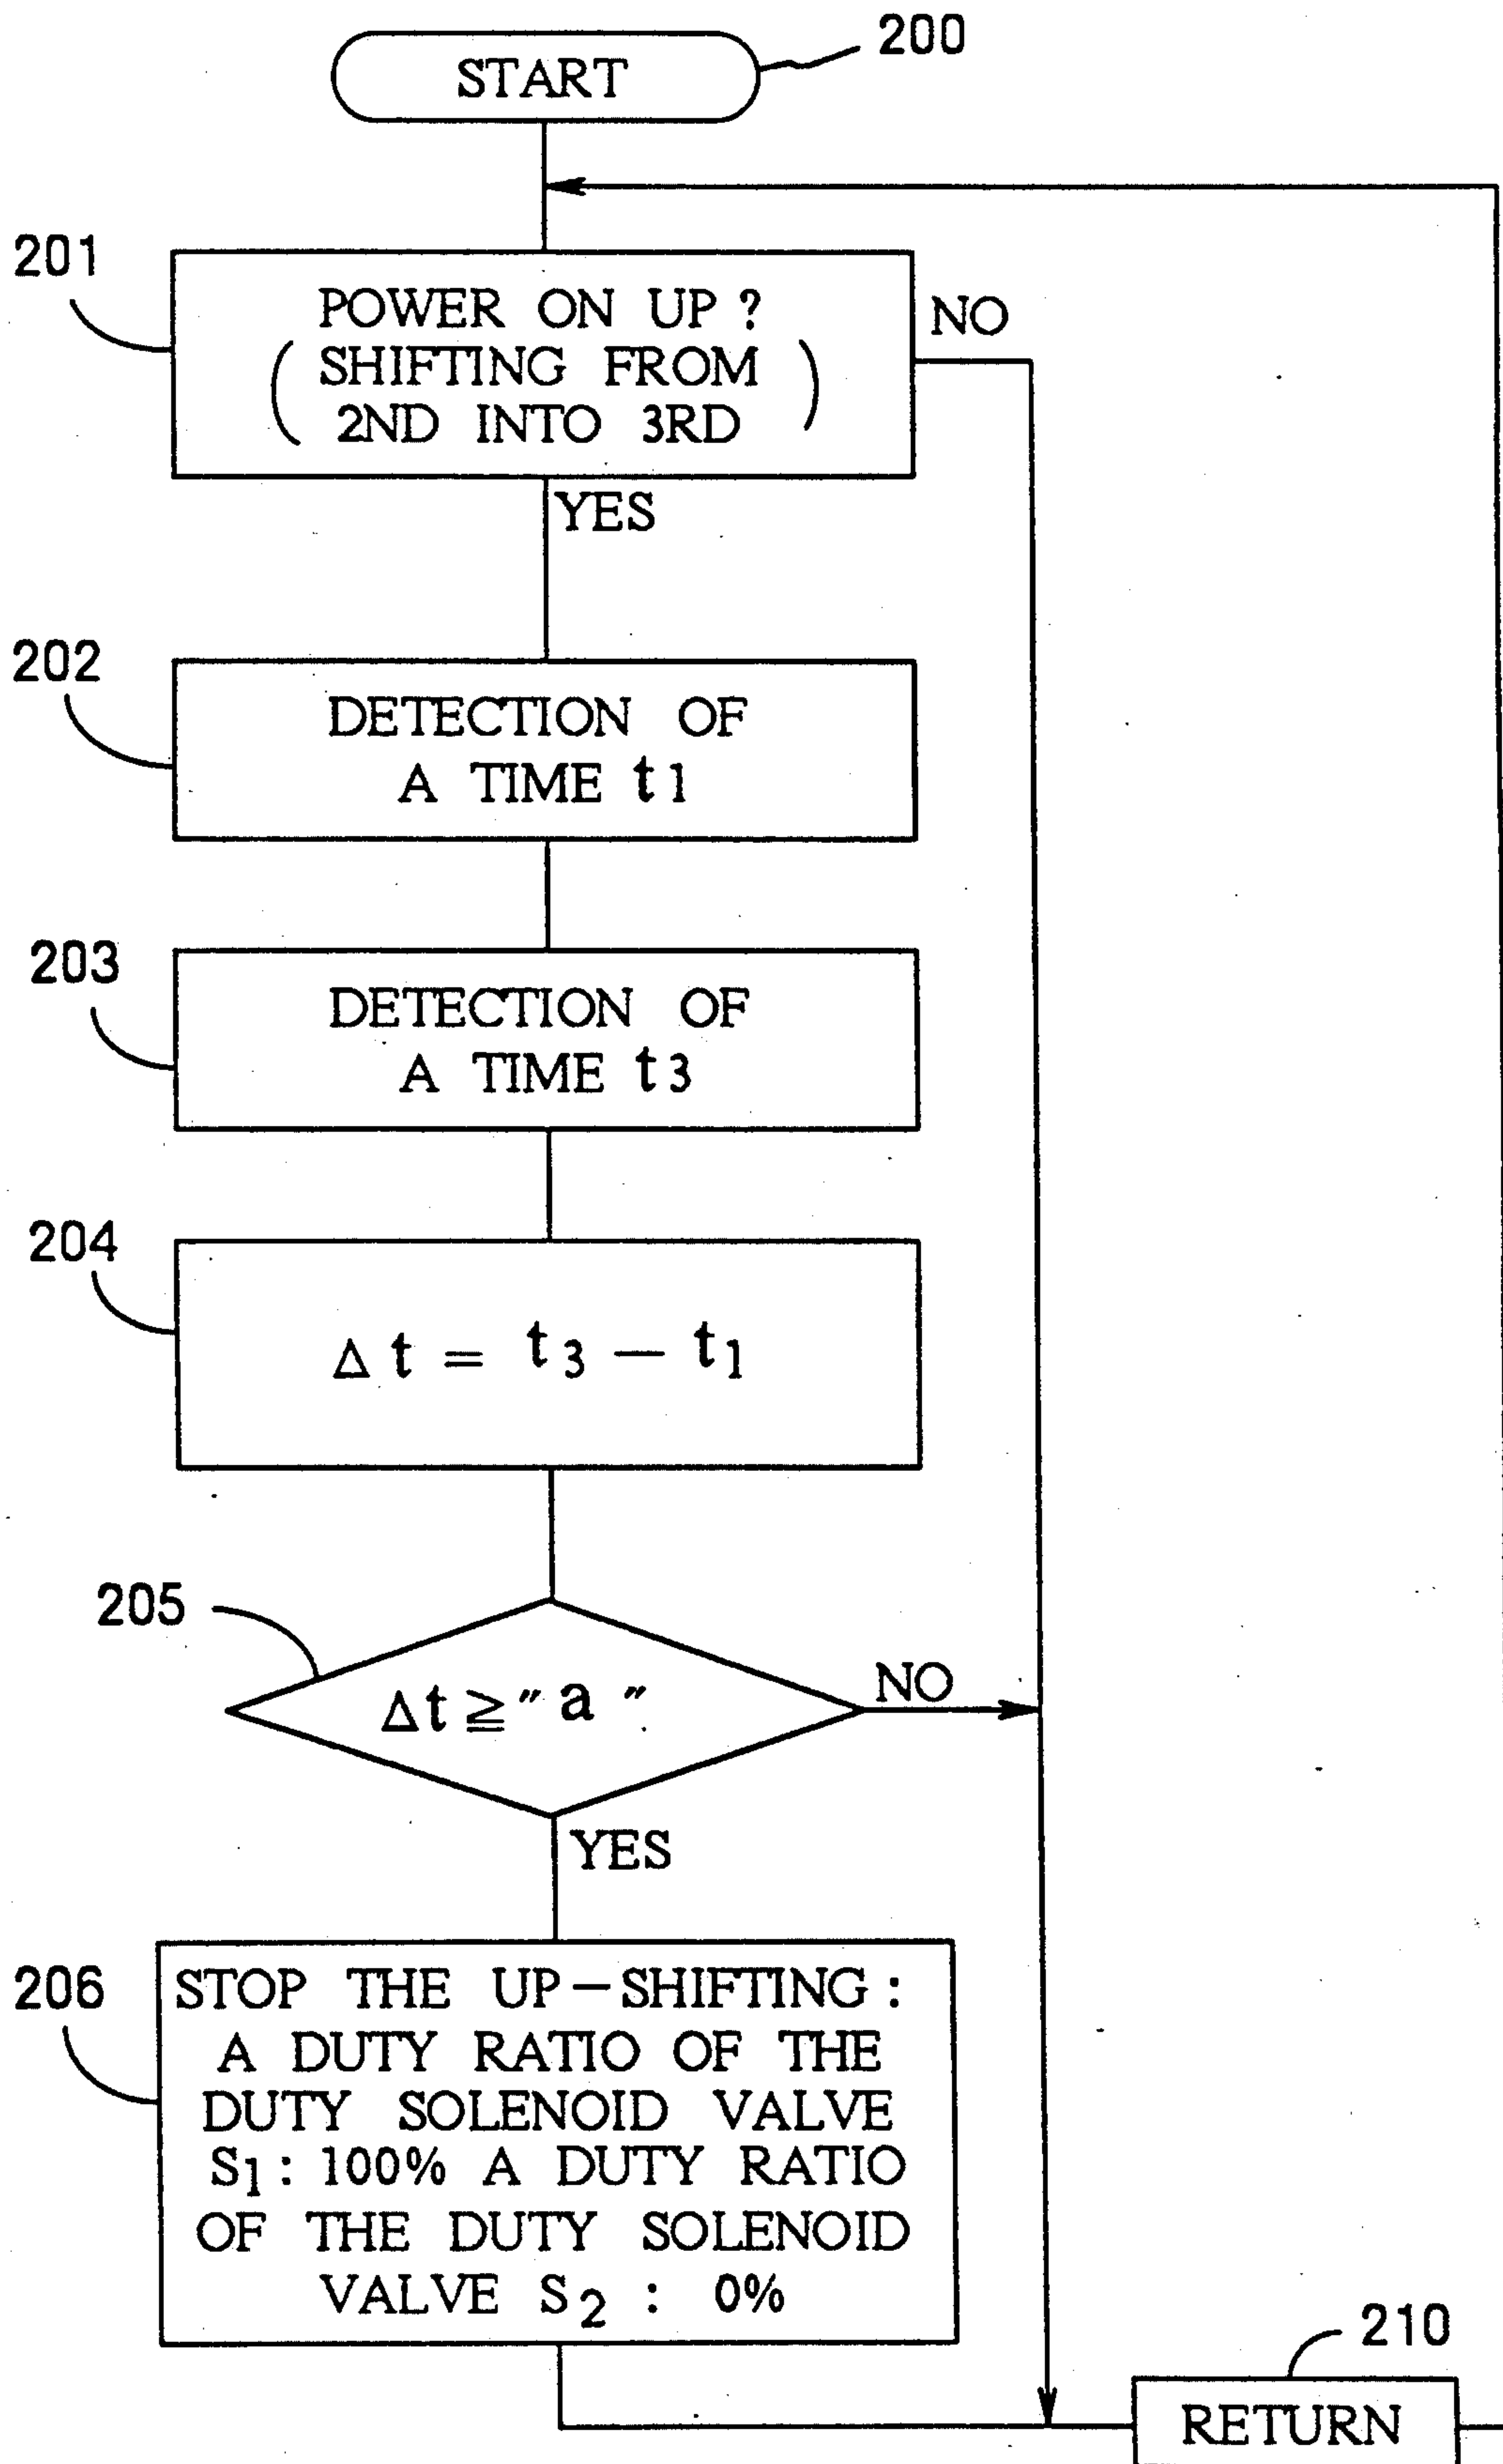 START
200
201
POWER ON UP ?
( SHIFTING FROM
2ND INTO 3RD )
NO
YES
202
DETECTION OF
A TIME t1
203
DETECTION OF
A TIME t3
204
Δt = t3 − t1
205
Δt ≧ "a"
NO
YES
206
STOP THE UP-SHIFTING :
A DUTY RATIO OF THE
DUTY SOLENOID VALVE
S1 : 100% A DUTY RATIO
OF THE DUTY SOLENOID
VALVE S2 : 0%
210
RETURN